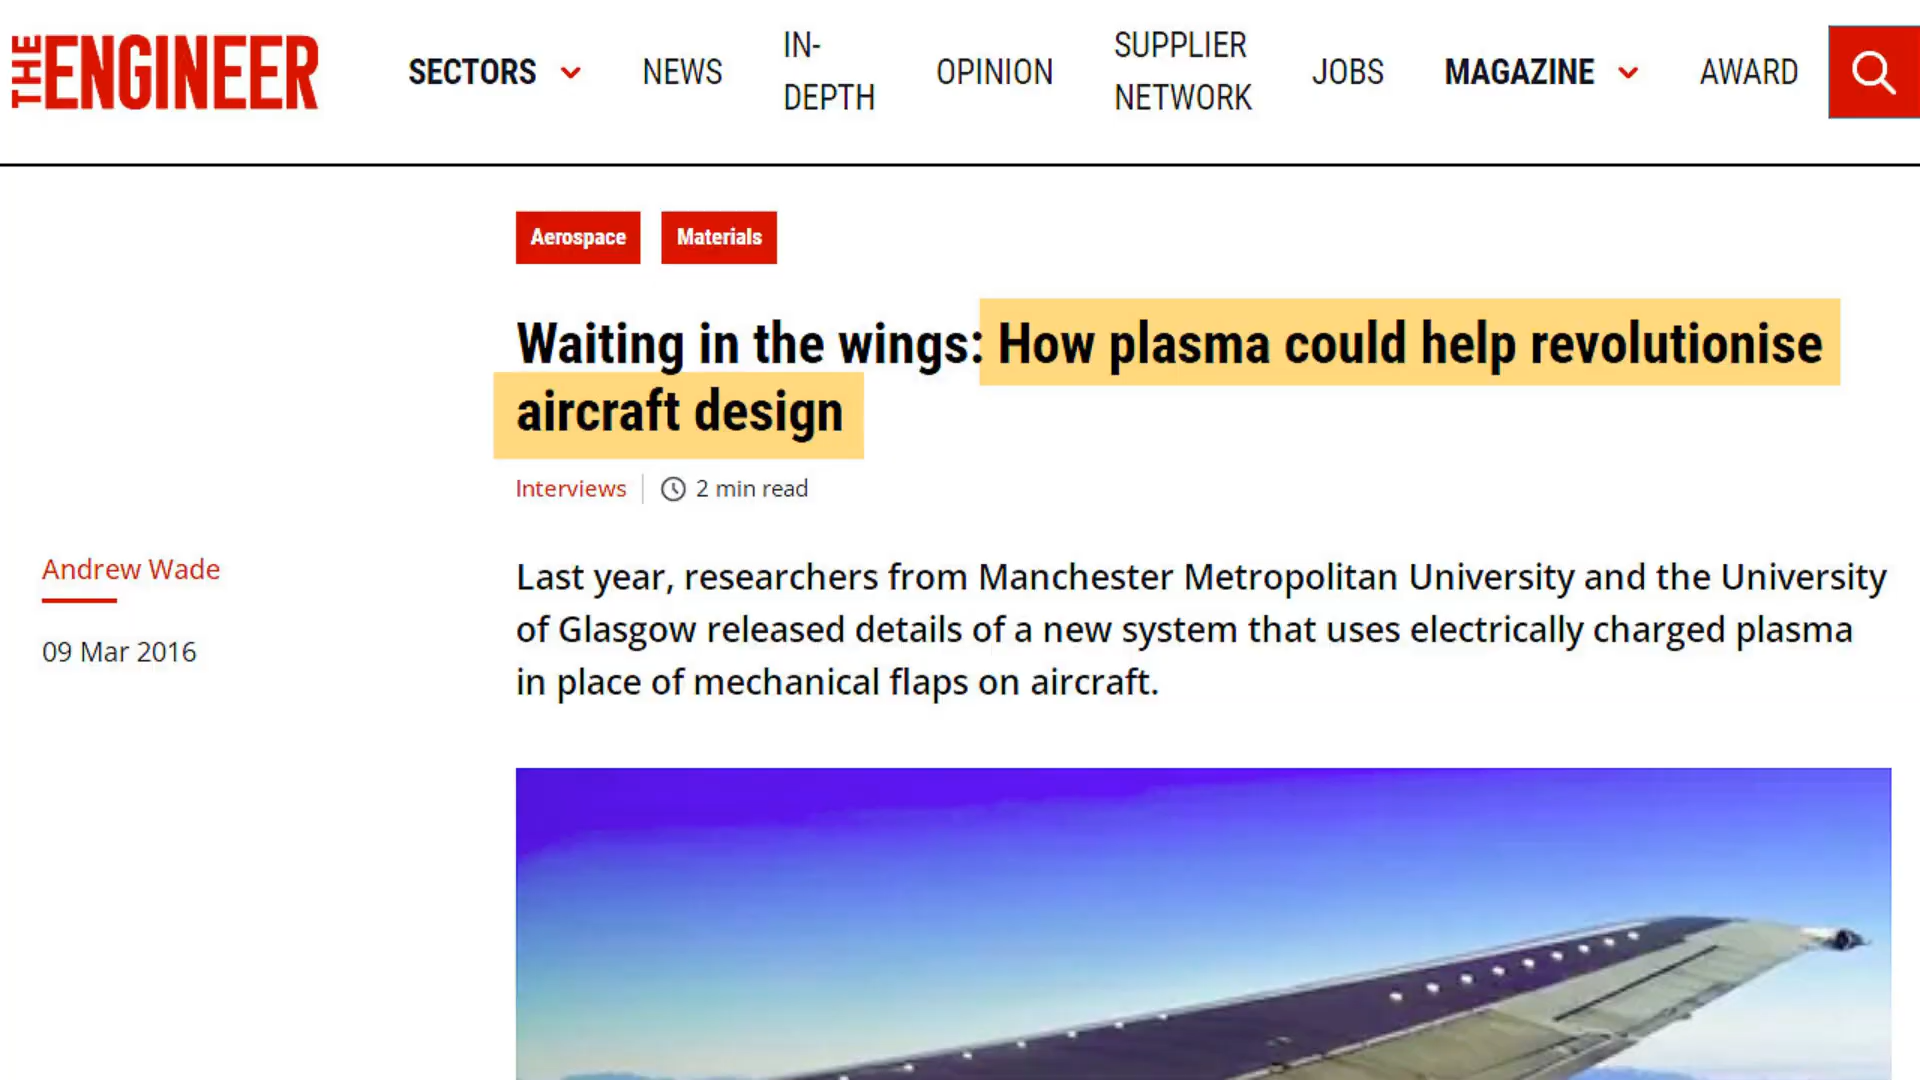 THE ENGINEER
SECTORS
NEWS
IN-
DEPTH
OPINION
SUPPLIER
NETWORK
JOBS
MAGAZINE
AWARD
Aerospace
Materials
Waiting in the wings: How plasma could help revolutionise
aircraft design
Interviews
2 min read
Andrew Wade
09 Mar 2016
Last year, researchers from Manchester Metropolitan University and the University
of Glasgow released details of a new system that uses electrically charged plasma
in place of mechanical flaps on aircraft.